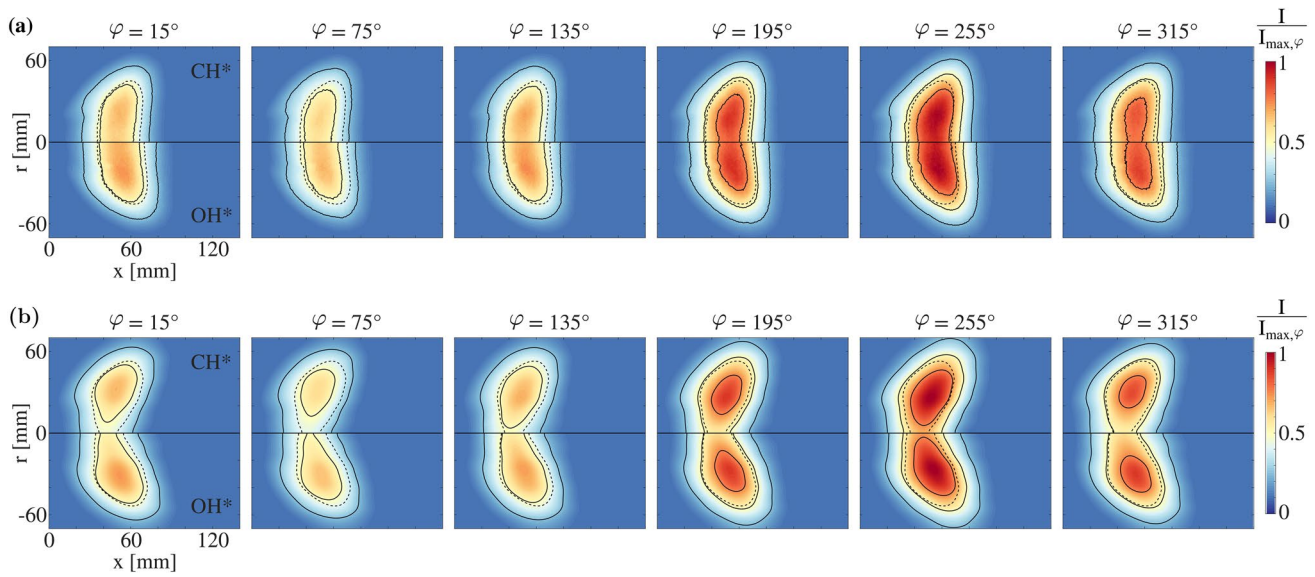 (a)
φ = 15° φ = 75° φ = 135° φ = 195° φ = 255° φ = 315°
I
I_max,φ
60
CH*
1
r [mm]
0
0.5
OH*
-60
0
0 60 120
x [mm]
(b)
φ = 15° φ = 75° φ = 135° φ = 195° φ = 255° φ = 315°
I
I_max,φ
60
CH*
1
r [mm]
0
0.5
OH*
-60
0
0 60 120
x [mm]